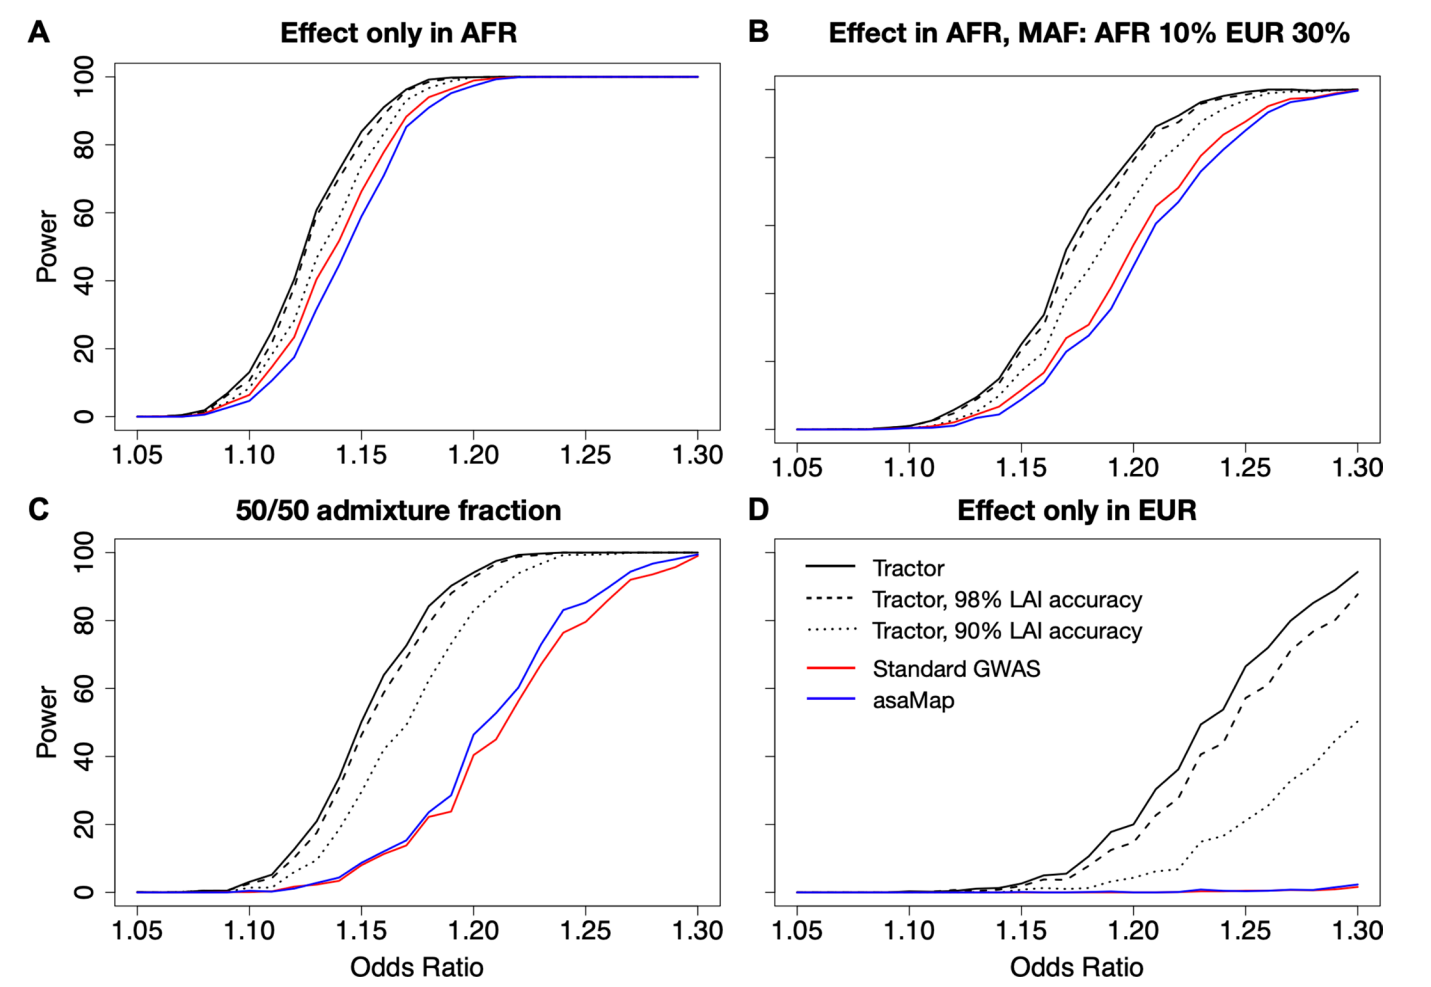 A Effect only in AFR
B Effect in AFR, MAF: AFR 10% EUR 30%
Power
100
80
60
40
20
0
1.05 1.10 1.15 1.20 1.25 1.30
1.05 1.10 1.15 1.20 1.25 1.30
C 50/50 admixture fraction
D Effect only in EUR
Power
100
80
60
40
20
0
Tractor
Tractor, 98% LAI accuracy
Tractor, 90% LAI accuracy
Standard GWAS
asaMap
1.05 1.10 1.15 1.20 1.25 1.30
Odds Ratio
1.05 1.10 1.15 1.20 1.25 1.30
Odds Ratio